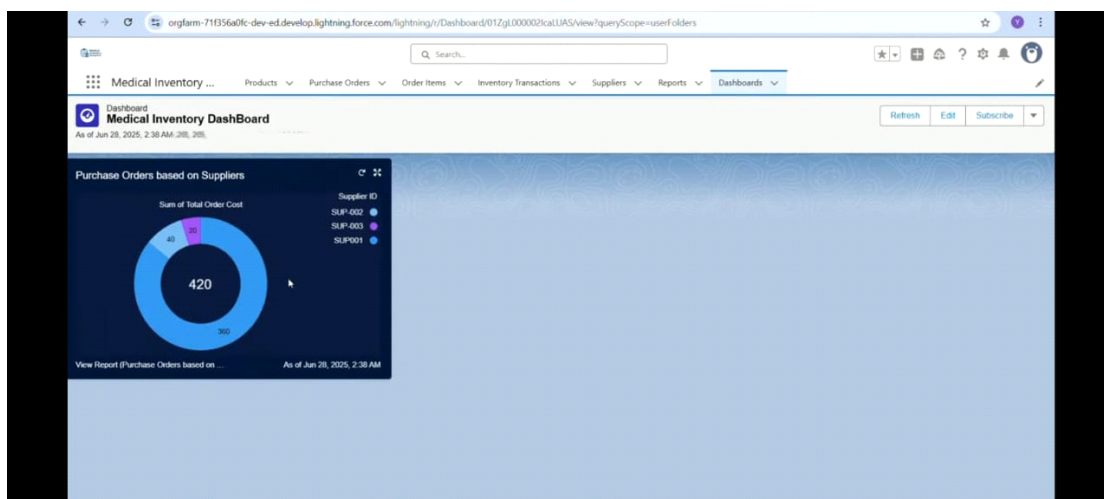 orgfarm-71f356a0fc-dev-ed.develop.lightning.force.com/lightning/r/Dashboard/01ZgL000002IcaLUAS/view?queryScope=userFolders
Y
Search...
Medical Inventory ...
Products
Purchase Orders
Order Items
Inventory Transactions
Suppliers
Reports
Dashboards
Dashboard
Medical Inventory DashBoard
As of Jun 28, 2025, 2:38 AM
Refresh
Edit
Subscribe
Purchase Orders based on Suppliers
Sum of Total Order Cost
Supplier ID
SUP-002
SUP-003
SUP001
20
40
420
360
View Report (Purchase Orders based on ...
As of Jun 28, 2025, 2:38 AM